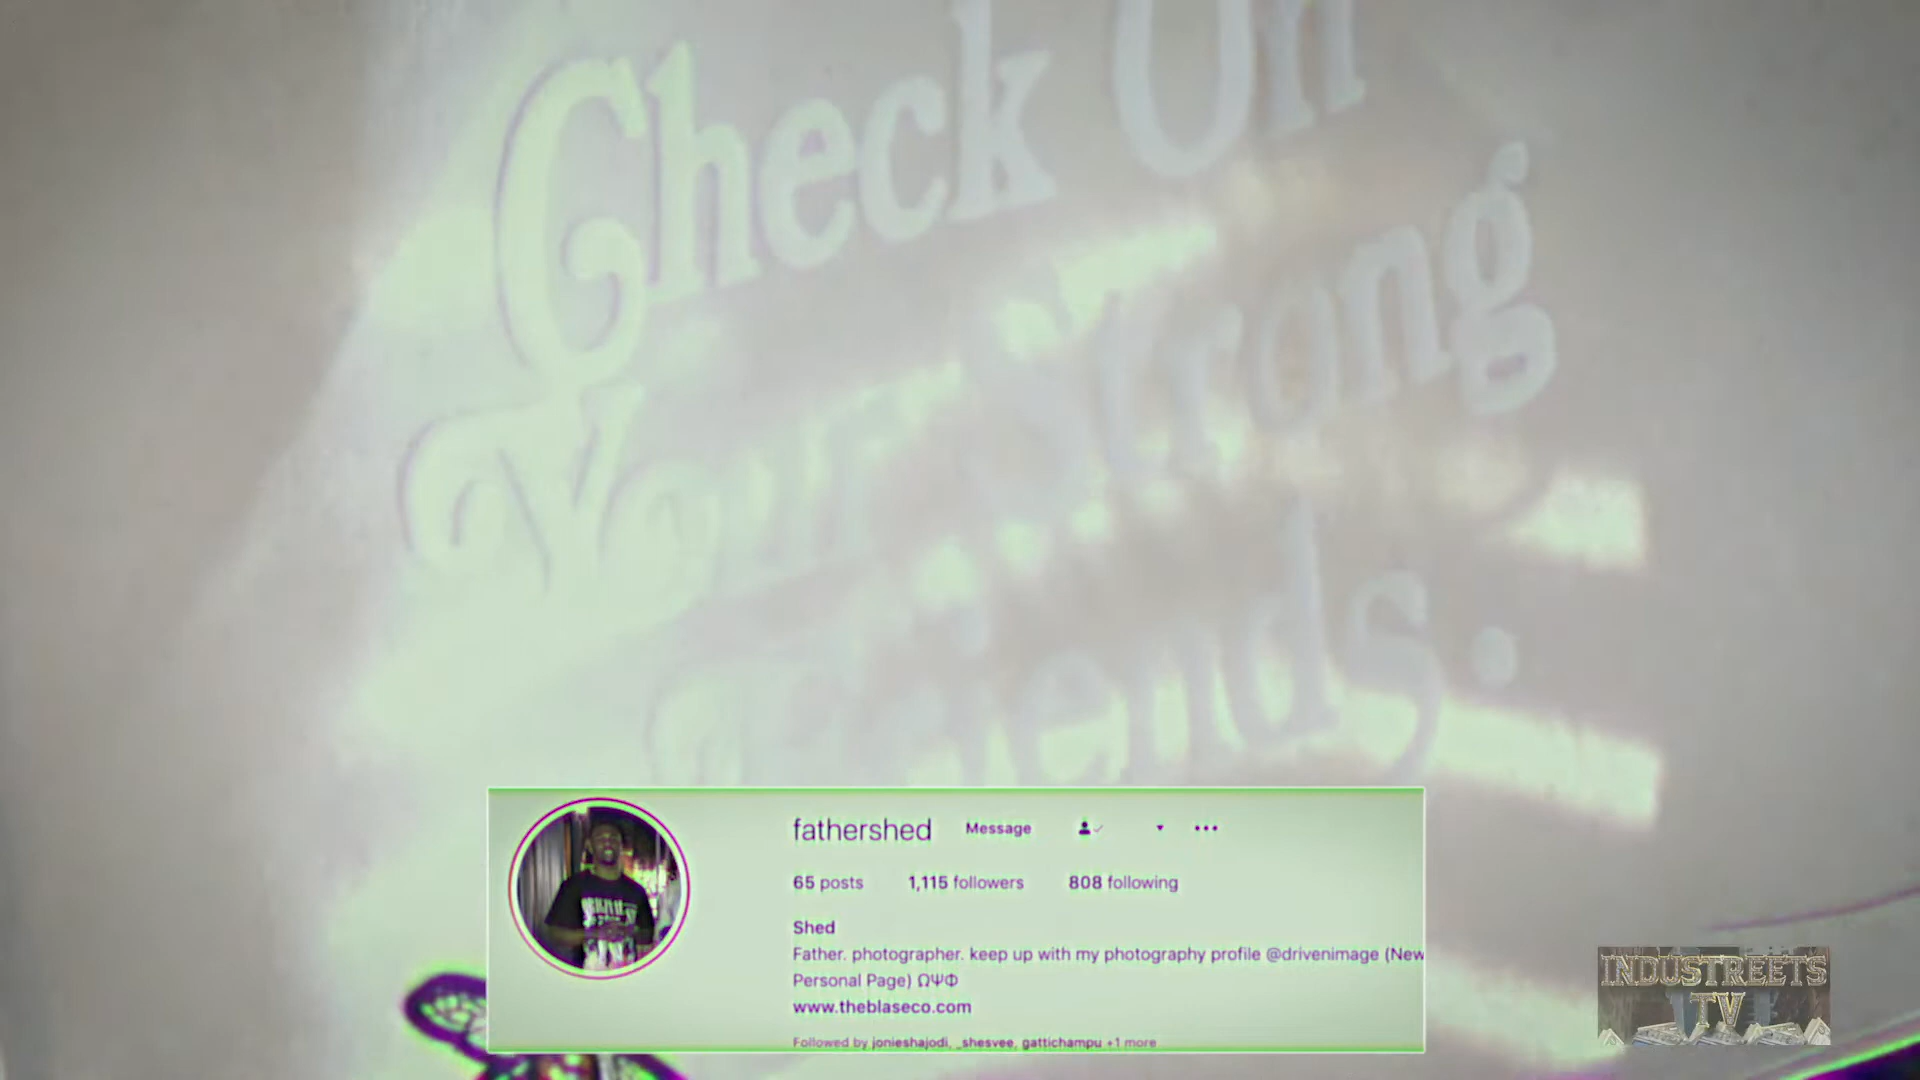 Check On
Your Strong
Friends.
fathershed Message
65 posts 1,115 followers 808 following
Shed
Father. photographer. keep up with my photography profile @drivenimage (New
Personal Page) ΩΨΦ
www.theblaseco.com
Followed by jonieshajodi, _shesvee, gattichampu +1 more
INDUSTREETS
TV